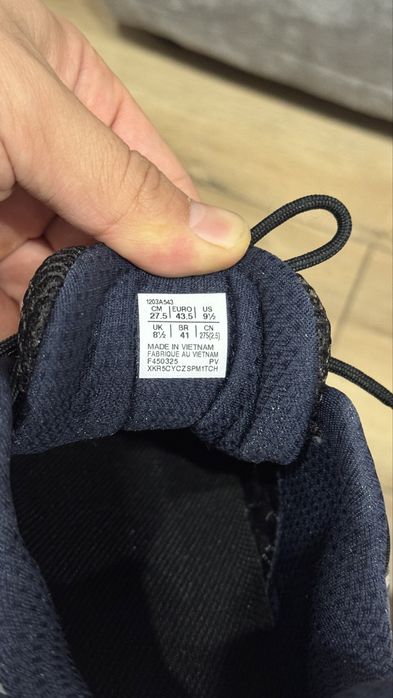 1203A543
CM EURO US
27.5 43.5 9½
UK BR CN
8½ 41 275(2.5)
MADE IN VIETNAM
FABRIQUE AU VIETNAM
F450325 PV
XKR5CYCZSPM1TCH